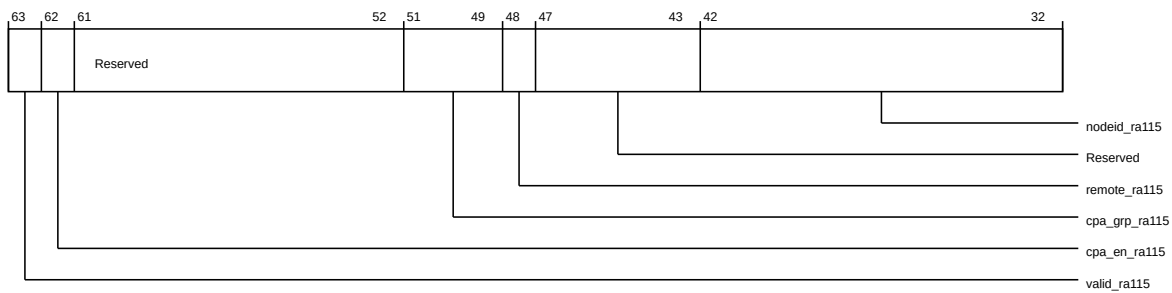 63 62 61 52 51 49 48 47 43 42 32
Reserved
nodeid_ra115
Reserved
remote_ra115
cpa_grp_ra115
cpa_en_ra115
valid_ra115